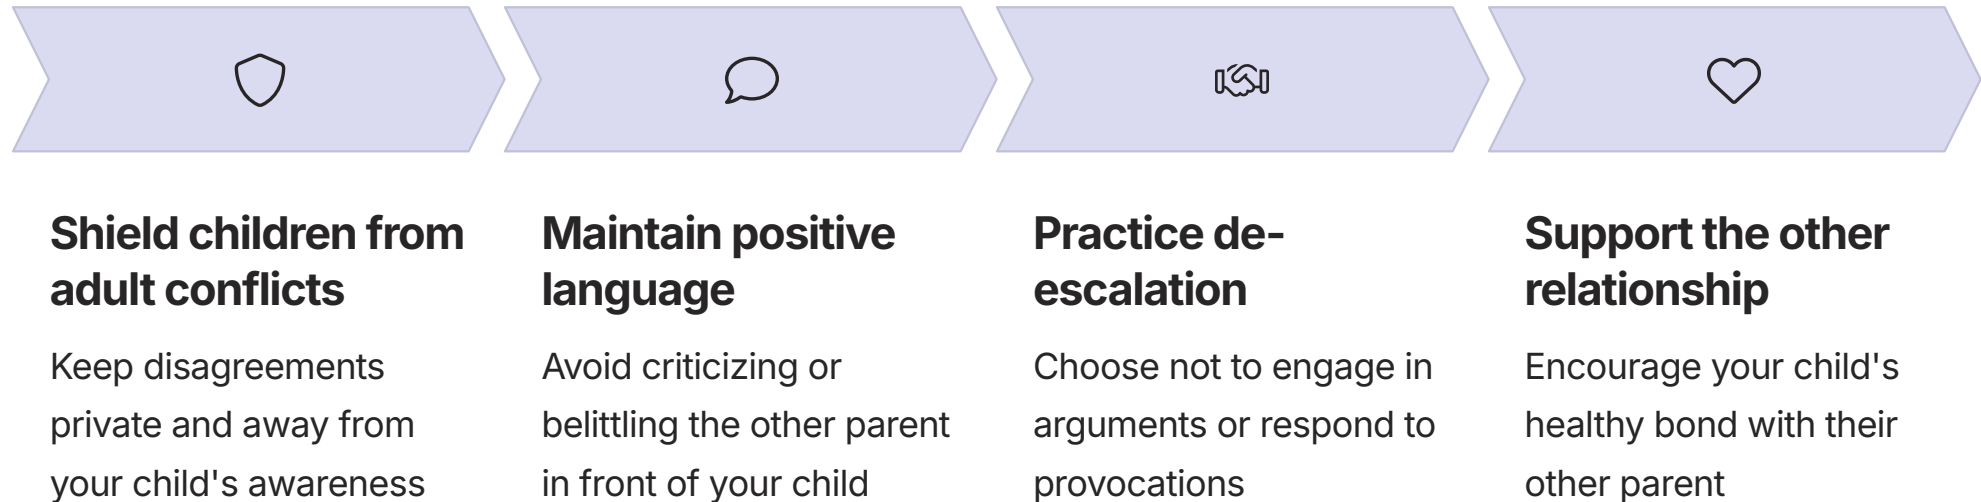 Shield children from
adult conflicts
Keep disagreements
private and away from
your child's awareness
Maintain positive
language
Avoid criticizing or
belittling the other parent
in front of your child
Practice de-
escalation
Choose not to engage in
arguments or respond to
provocations
Support the other
relationship
Encourage your child's
healthy bond with their
other parent